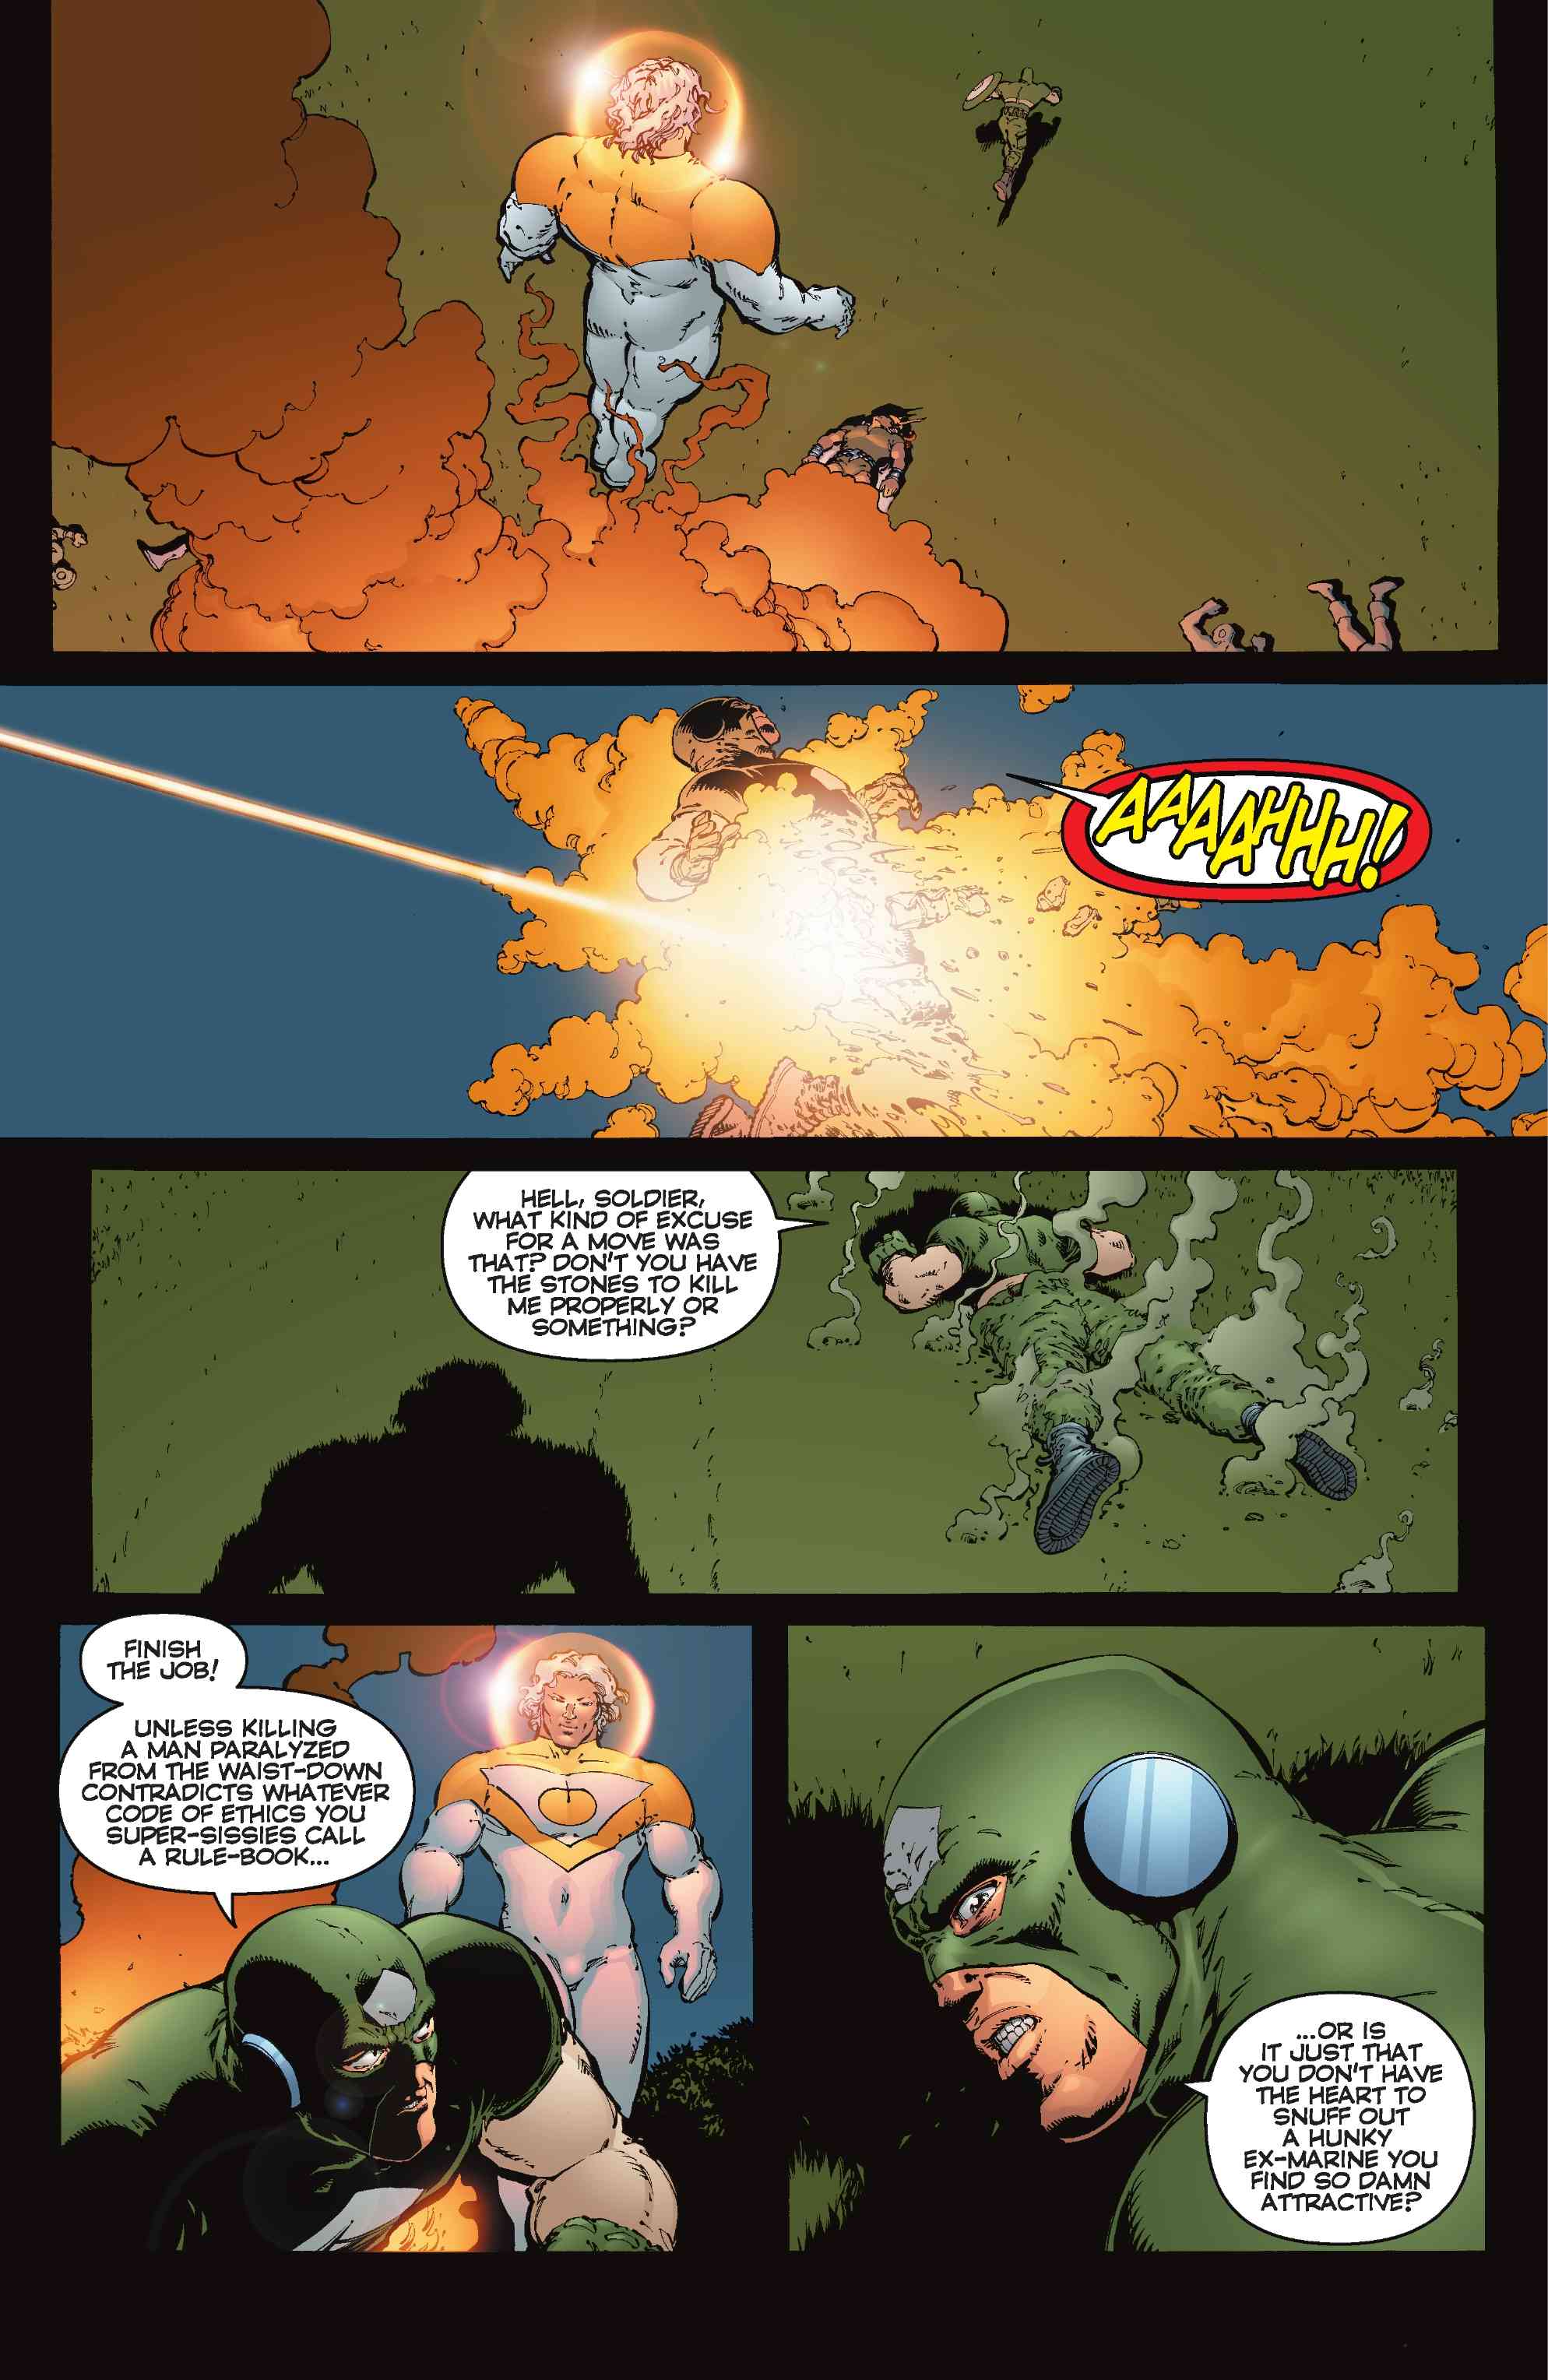 AAAAHHH!
HELL, SOLDIER,
WHAT KIND OF EXCUSE
FOR A MOVE WAS
THAT? DON'T YOU HAVE
THE STONES TO KILL
ME PROPERLY OR
SOMETHING?
FINISH
THE JOB!
UNLESS KILLING
A MAN PARALYZED
FROM THE WAIST-DOWN
CONTRADICTS WHATEVER
CODE OF ETHICS YOU
SUPER-SISSIES CALL
A RULE-BOOK...
...OR IS
IT JUST THAT
YOU DON'T HAVE
THE HEART TO
SNUFF OUT
A HUNKY
EX-MARINE YOU
FIND SO DAMN
ATTRACTIVE?